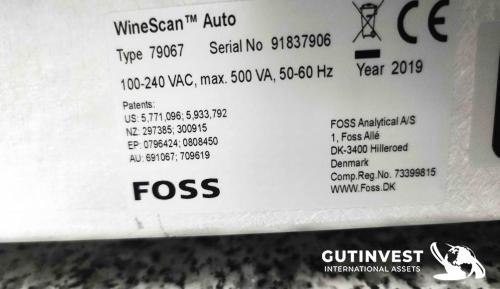 WineScan™ Auto
Type 79067 Serial No 91837906
100-240 VAC, max. 500 VA, 50-60 Hz
Year 2019
Patents:
US: 5,771,096; 5,933,792
NZ: 297385; 300915
EP: 0796424; 0808450
AU: 691067; 709619
FOSS
FOSS Analytical A/S
1, Foss Allé
DK-3400 Hilleroed
Denmark
Comp.Reg.No. 73399815
WWW.Foss.DK
GUTINVEST
INTERNATIONAL ASSETS